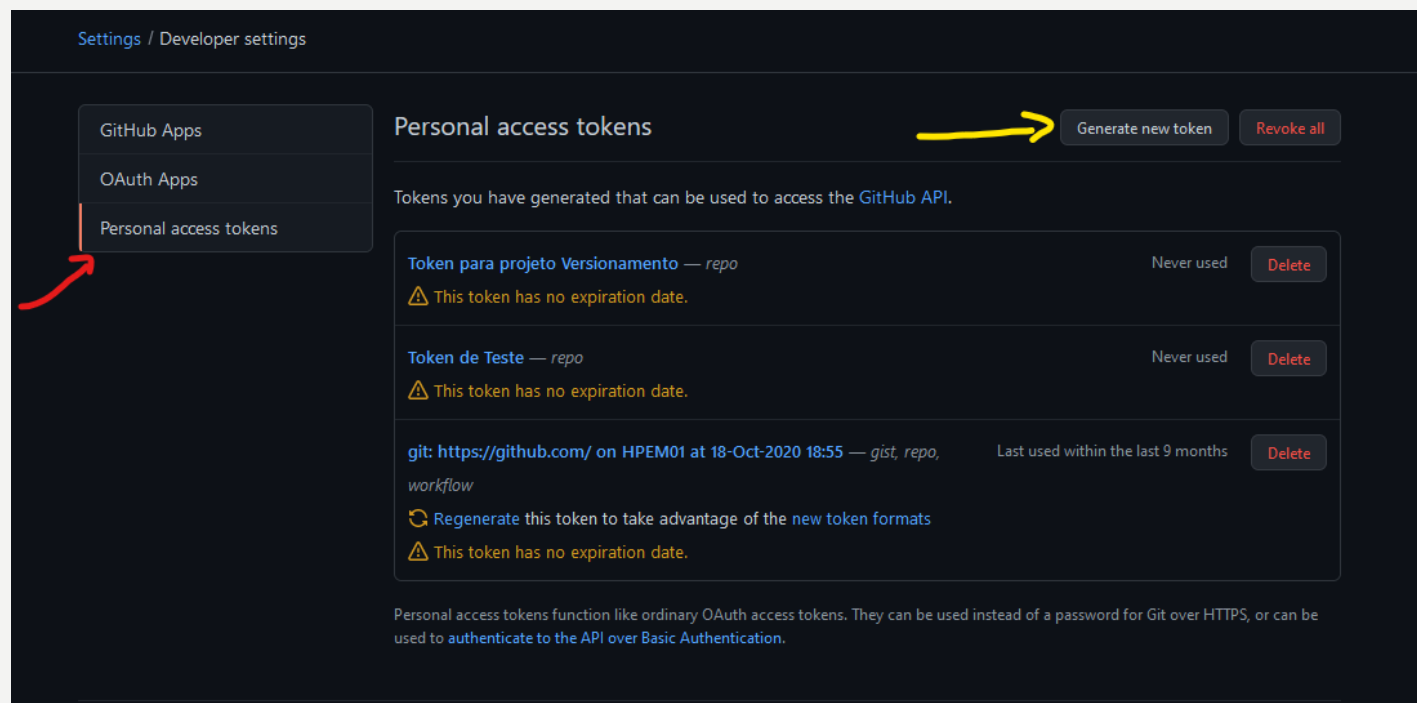 Settings / Developer settings
GitHub Apps
OAuth Apps
Personal access tokens
Personal access tokens
Generate new token
Revoke all
Tokens you have generated that can be used to access the GitHub API.
Token para projeto Versionamento — repo
Never used
Delete
This token has no expiration date.
Token de Teste — repo
Never used
Delete
This token has no expiration date.
git: https://github.com/ on HPEM01 at 18-Oct-2020 18:55 — gist, repo,
workflow
Last used within the last 9 months
Delete
Regenerate this token to take advantage of the new token formats
This token has no expiration date.
Personal access tokens function like ordinary OAuth access tokens. They can be used instead of a password for Git over HTTPS, or can be
used to authenticate to the API over Basic Authentication.